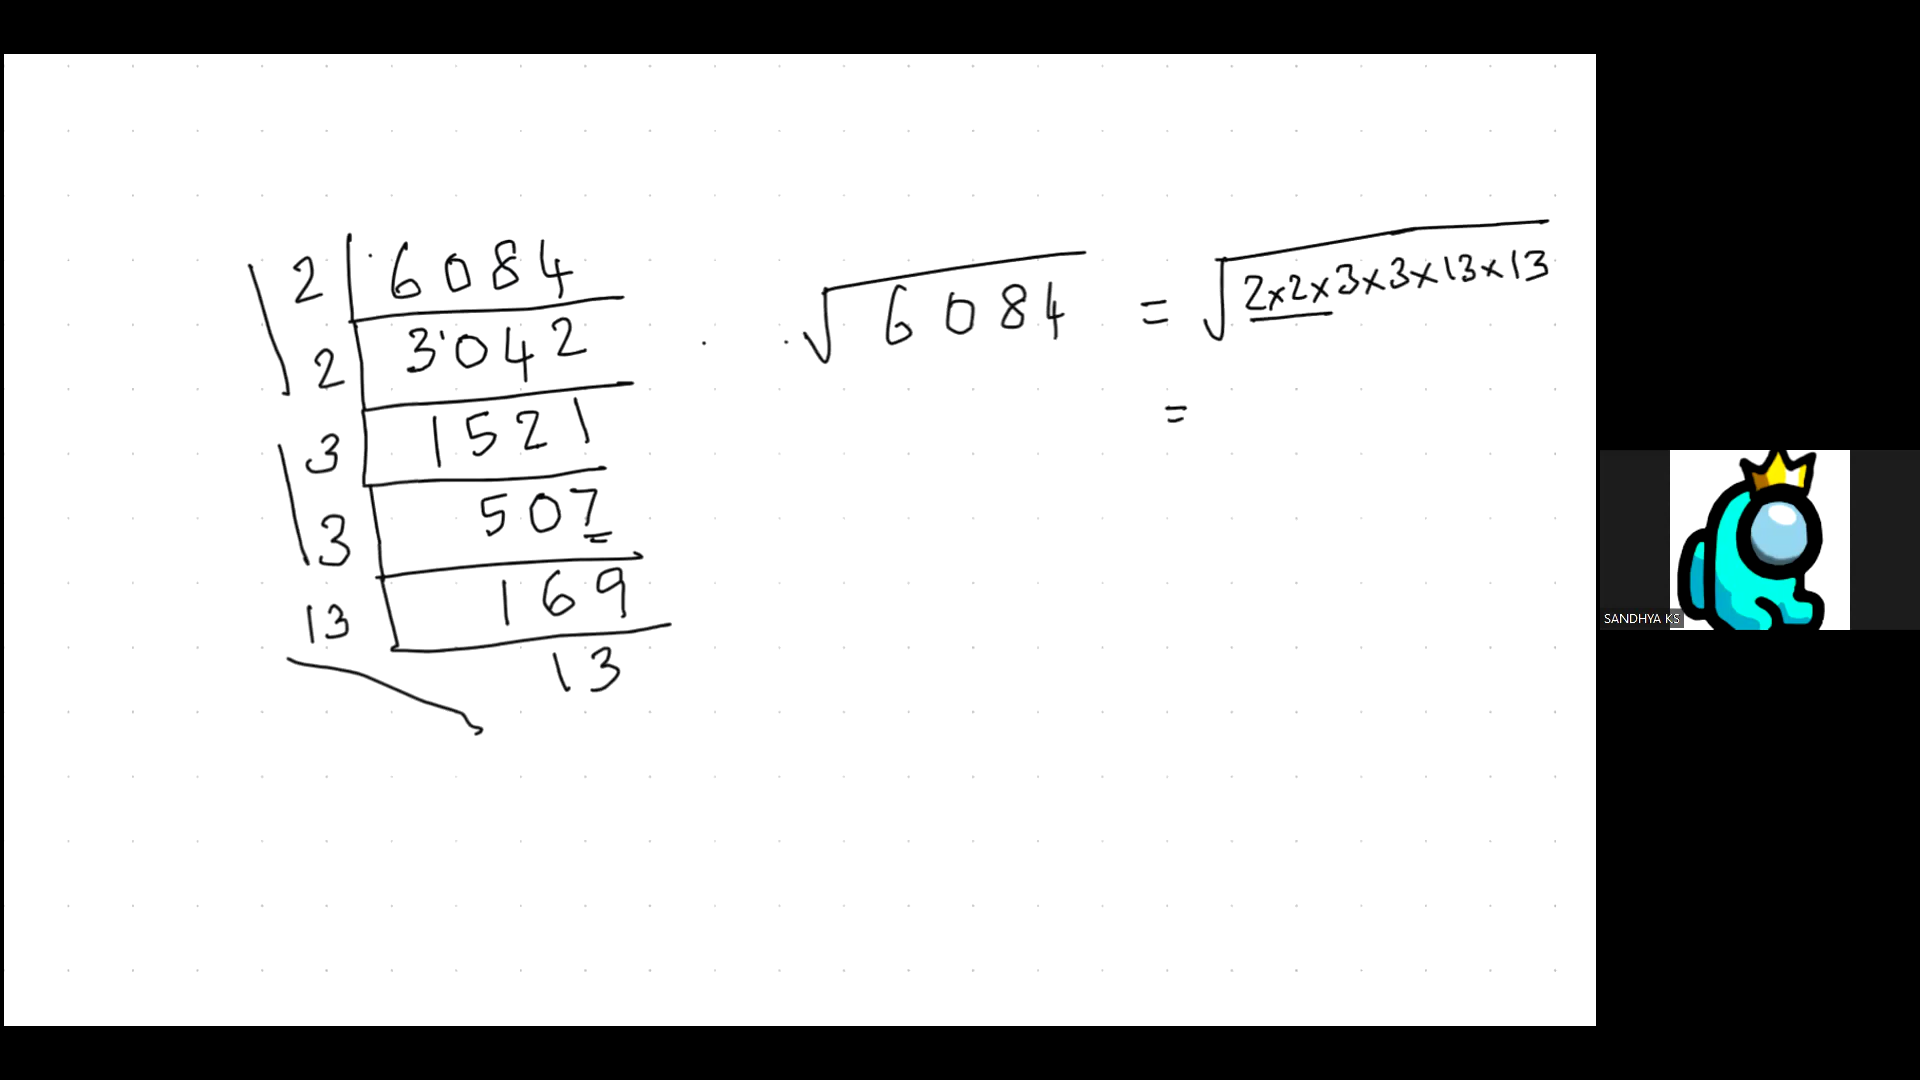 2 | 6084
2 | 3042
3 | 1521
3 | 507
13 | 169
13
√6084 = √2×2×3×3×13×13
=
SANDHYA KS